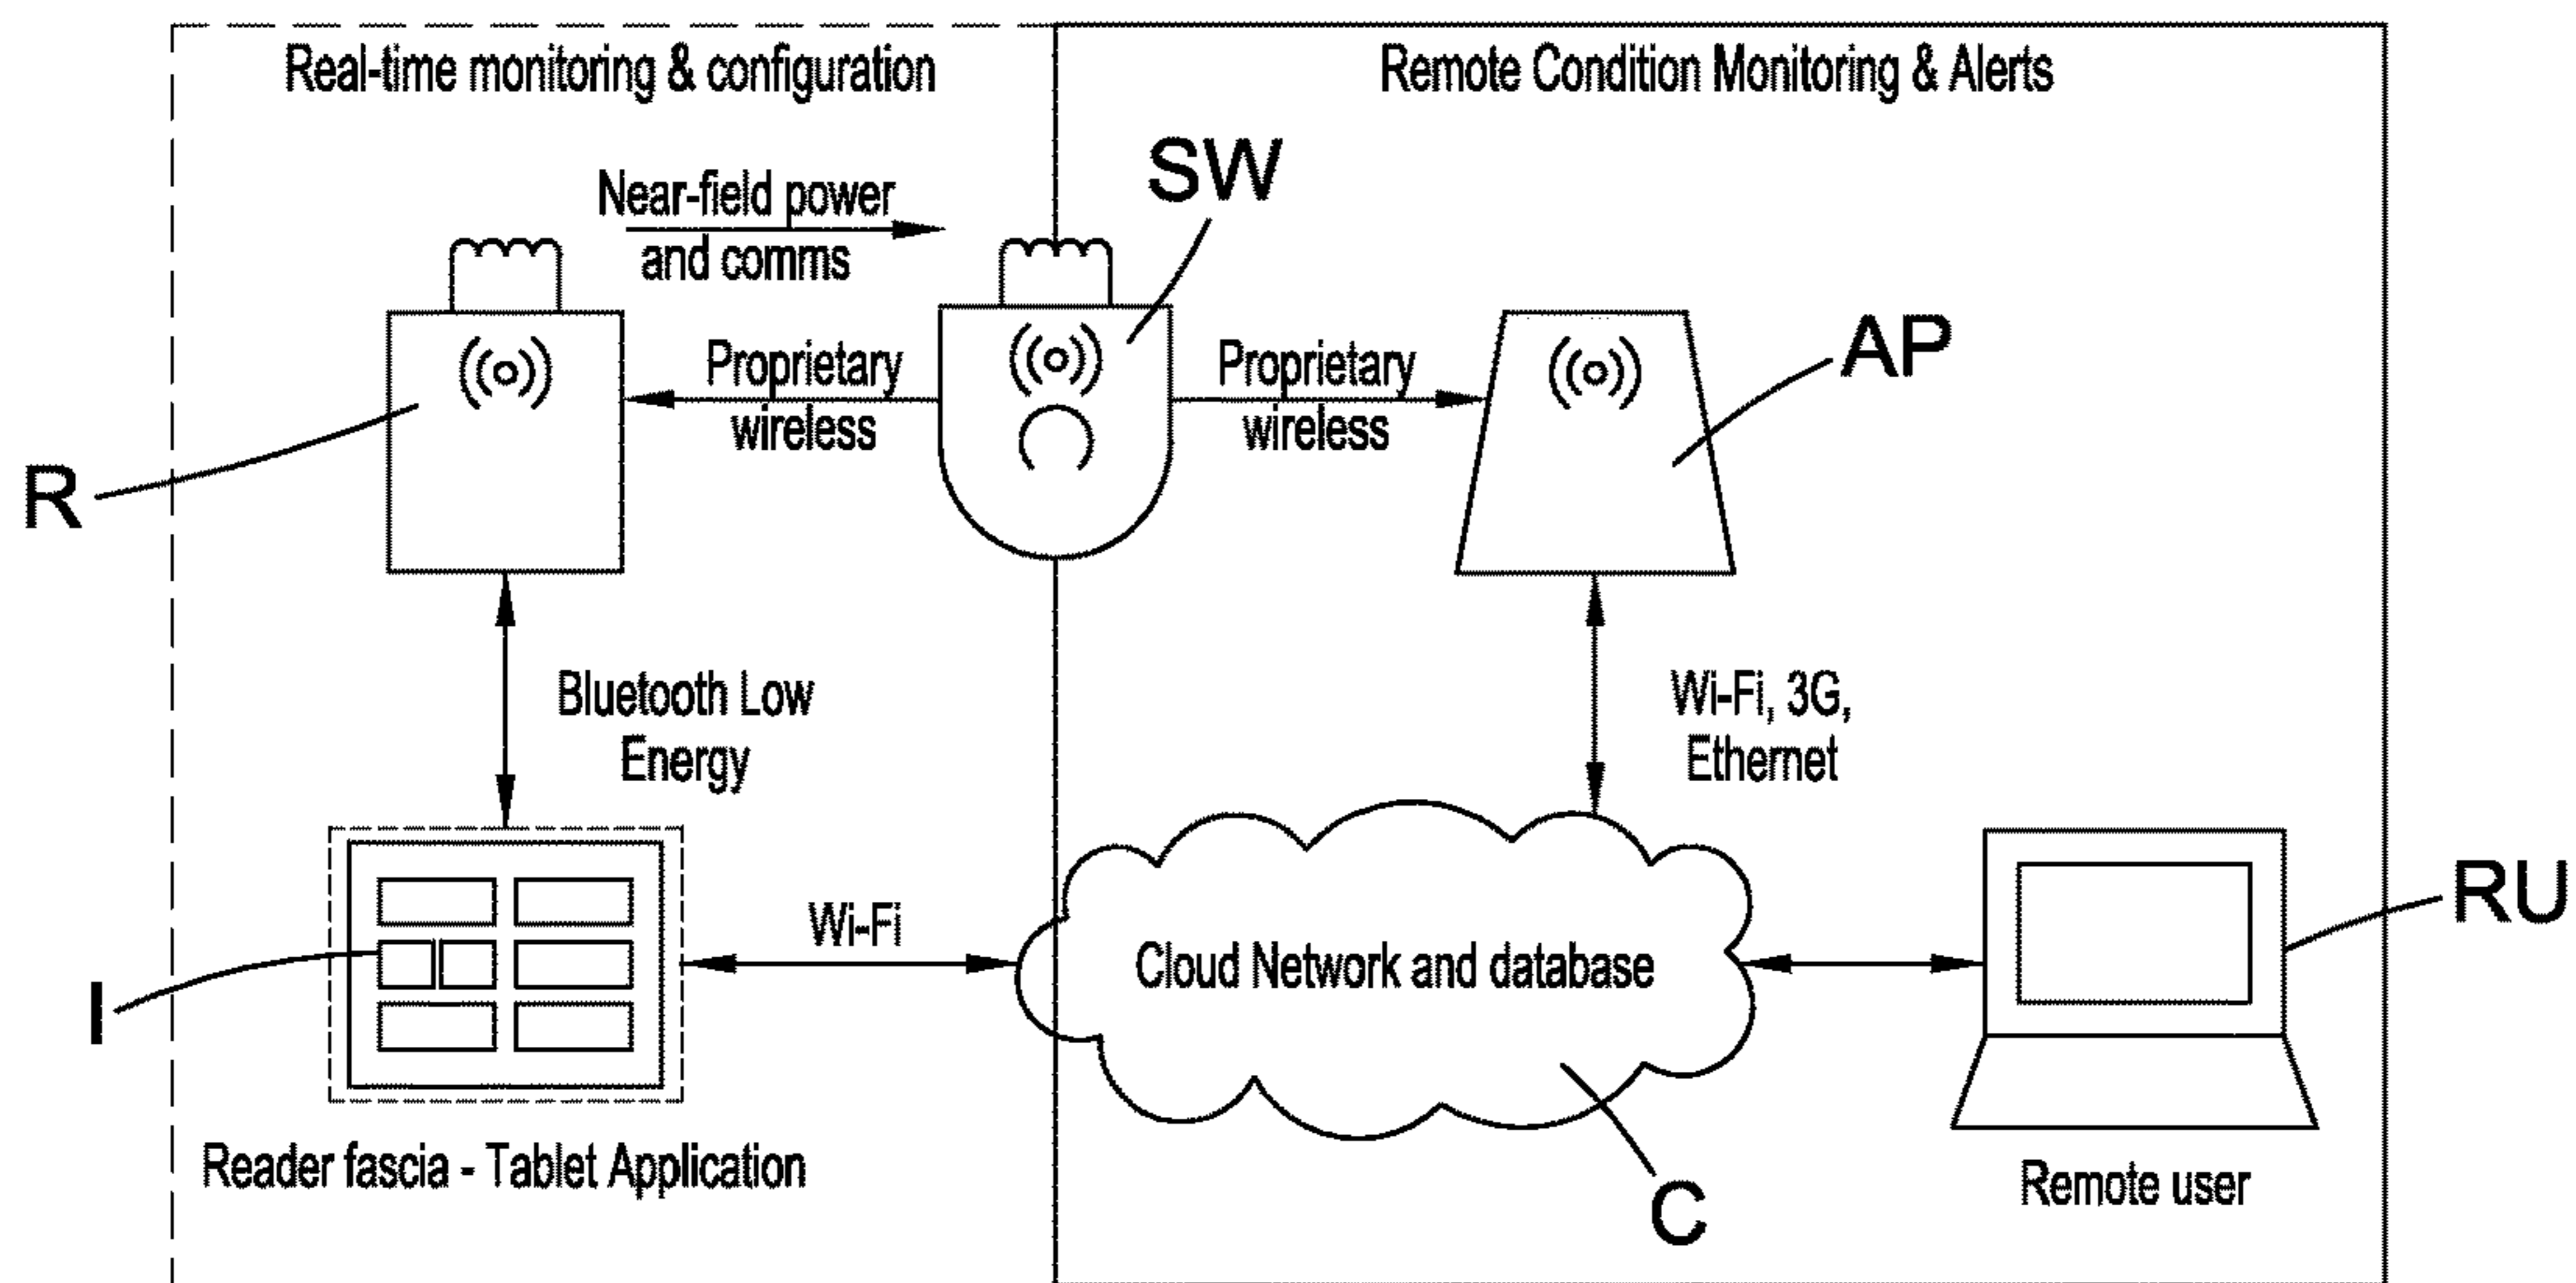 Real-time monitoring & configuration
Remote Condition Monitoring & Alerts
SW
Near-field power
and comms
AP
Proprietary
wireless
Proprietary
wireless
R
Bluetooth Low
Energy
Wi-Fi, 3G,
Ethernet
RU
Wi-Fi
Cloud Network and database
I
Reader fascia - Tablet Application
Remote user
C